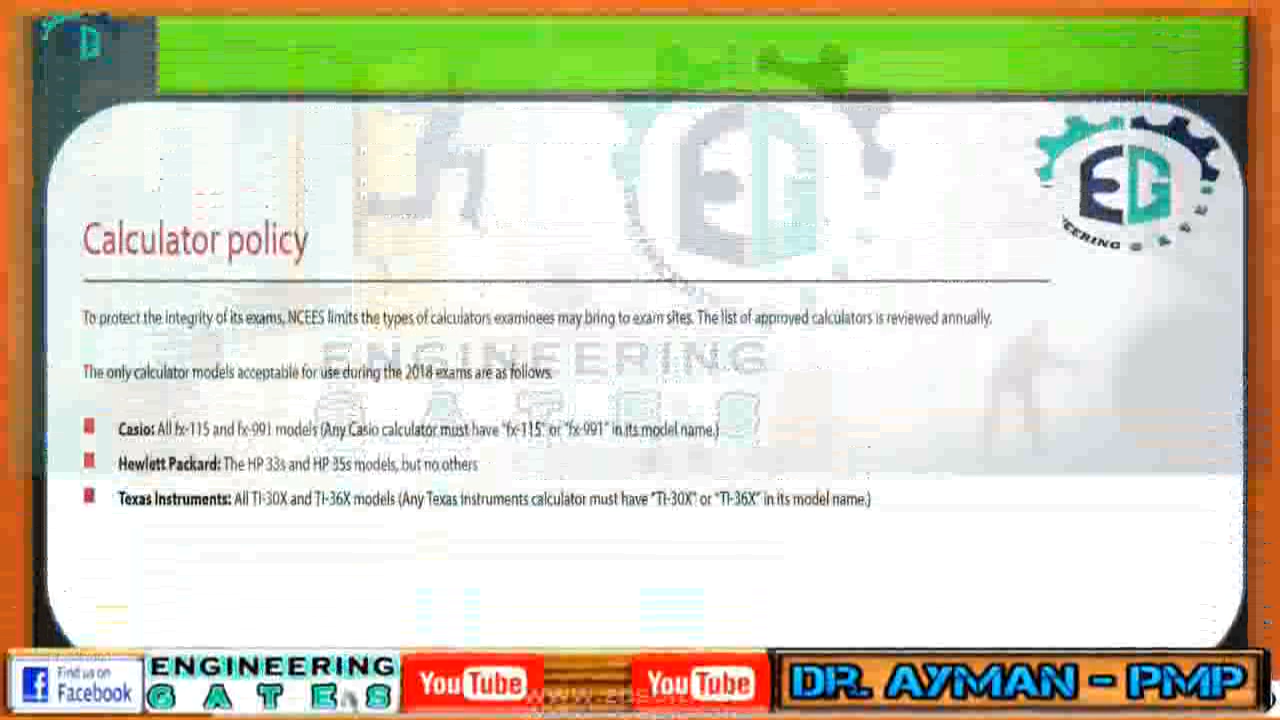 EG
EERING
Calculator policy
To protect the integrity of its exams, NCEES limits the types of calculators examinees may bring to exam sites. The list of approved calculators is reviewed annually.
ENGINEERING
GATES
The only calculator models acceptable for use during the 2018 exams are as follows.
Casio: All fx-115 and fx-991 models (Any Casio calculator must have "fx-115" or "fx-991" in its model name.)
Hewlett Packard: The HP 33s and HP 35s models, but no others
Texas Instruments: All TI-30X and TI-36X models (Any Texas Instruments calculator must have "TI-30X" or "TI-36X" in its model name.)
Find us on
Facebook
ENGINEERING
GATES
YouTube
YouTube
DR. AYMAN - PMP